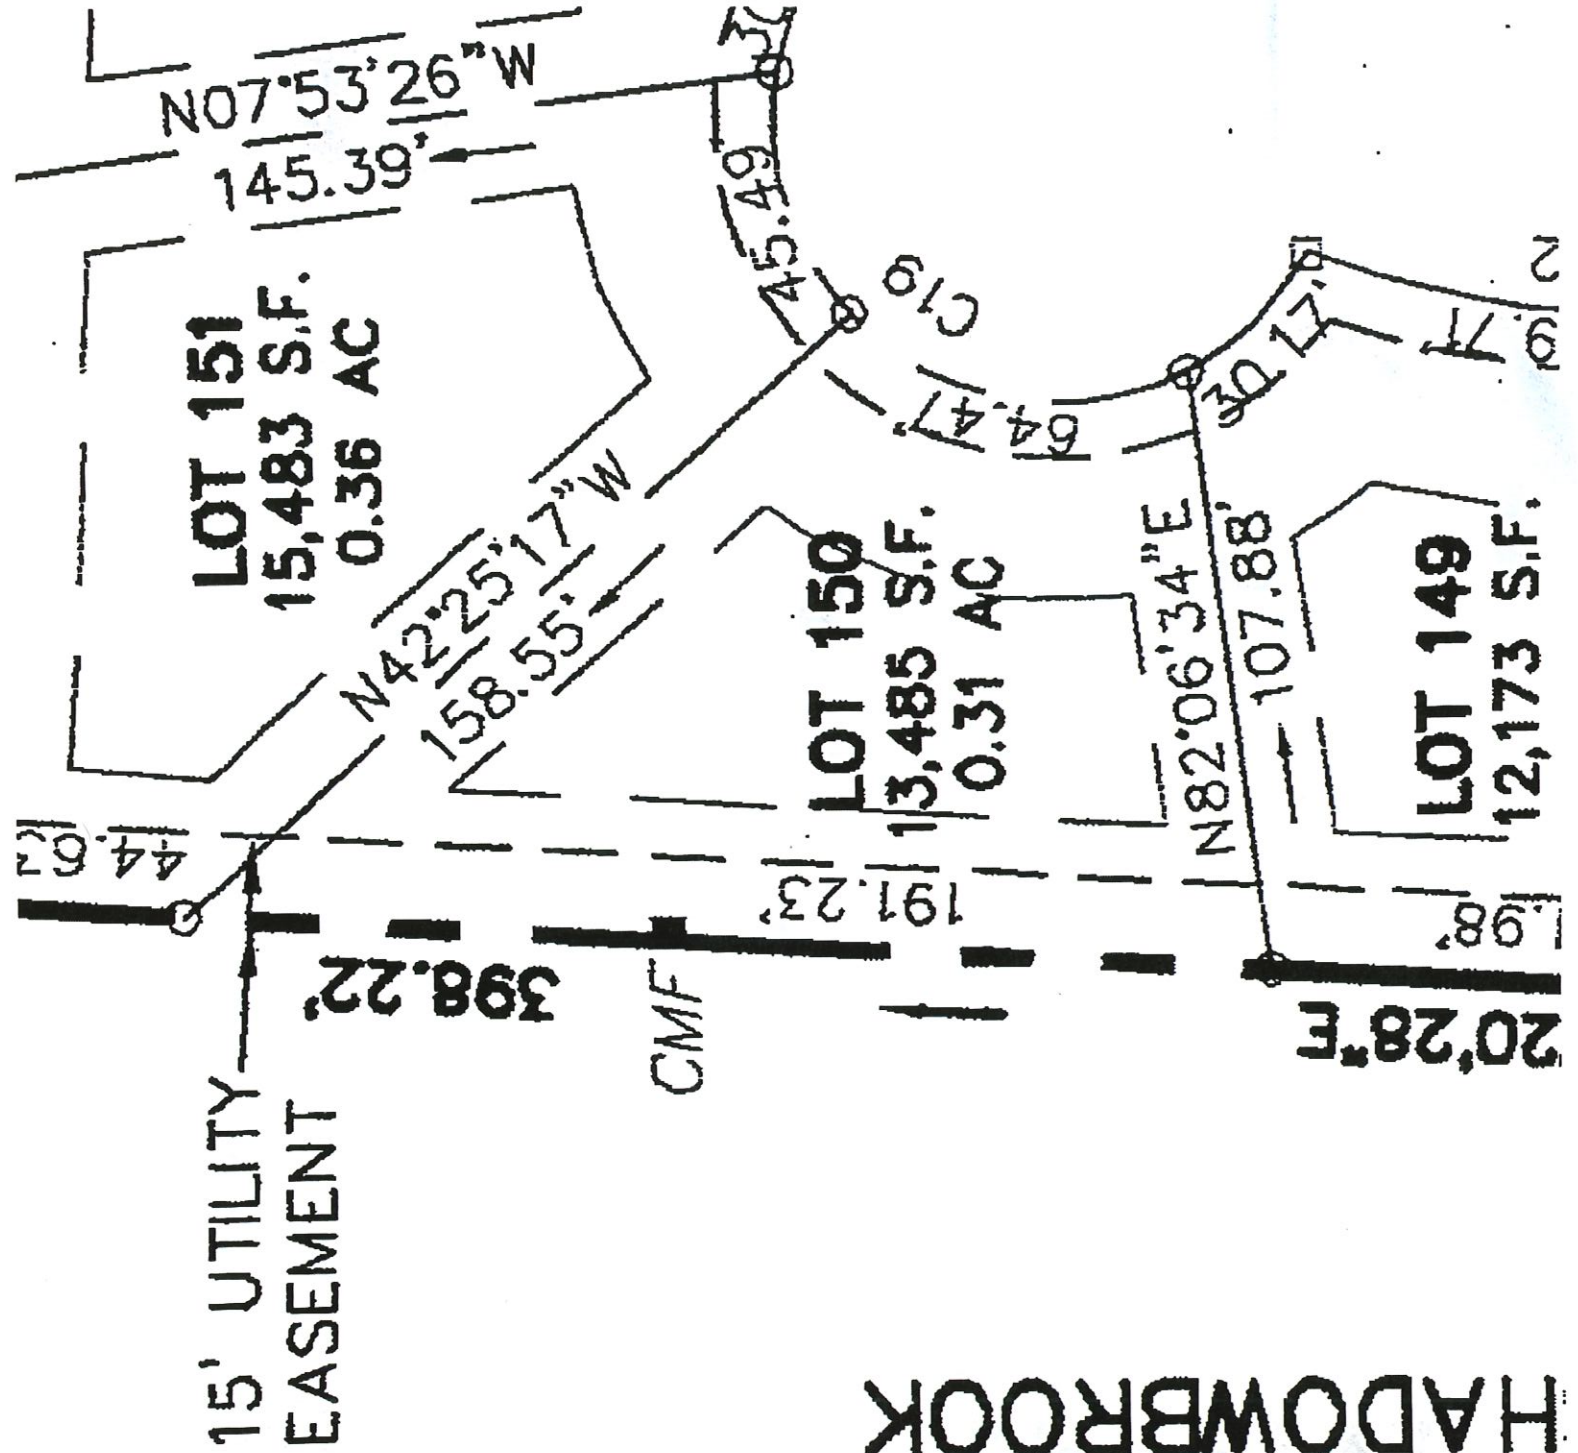 N07°53'26"W
145.39'
LOT 151
15,483 S.F.
0.36 AC
45.49'
C19
64.47'
30.17'
N42°25'17"W
158.55'
LOT 150
13,485 S.F.
0.31 AC
N82°06'34"E
107.88'
LOT 149
12,173 S.F.
191.23'
398.22'
CMF
20'28"E
15' UTILITY
EASEMENT
HADOWBROOK